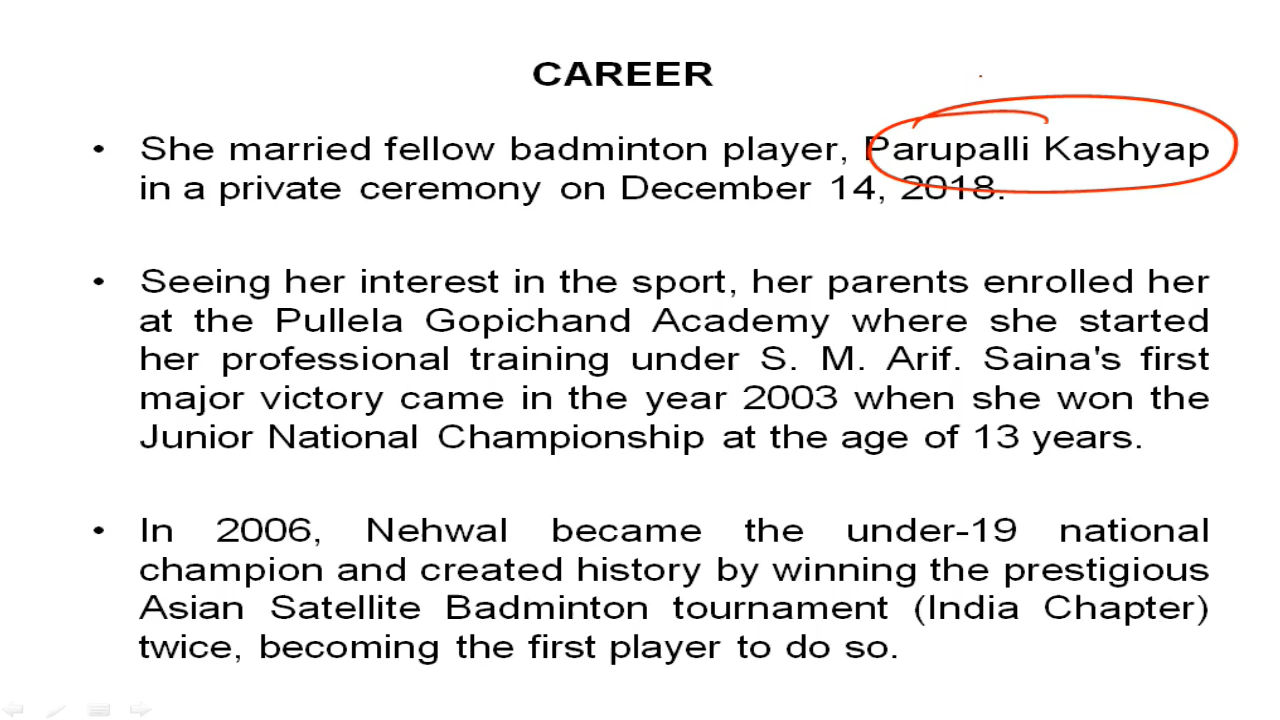 CAREER
• She married fellow badminton player, Parupalli Kashyap
in a private ceremony on December 14, 2018.
• Seeing her interest in the sport, her parents enrolled her
at the Pullela Gopichand Academy where she started
her professional training under S. M. Arif. Saina's first
major victory came in the year 2003 when she won the
Junior National Championship at the age of 13 years.
• In 2006, Nehwal became the under-19 national
champion and created history by winning the prestigious
Asian Satellite Badminton tournament (India Chapter)
twice, becoming the first player to do so.